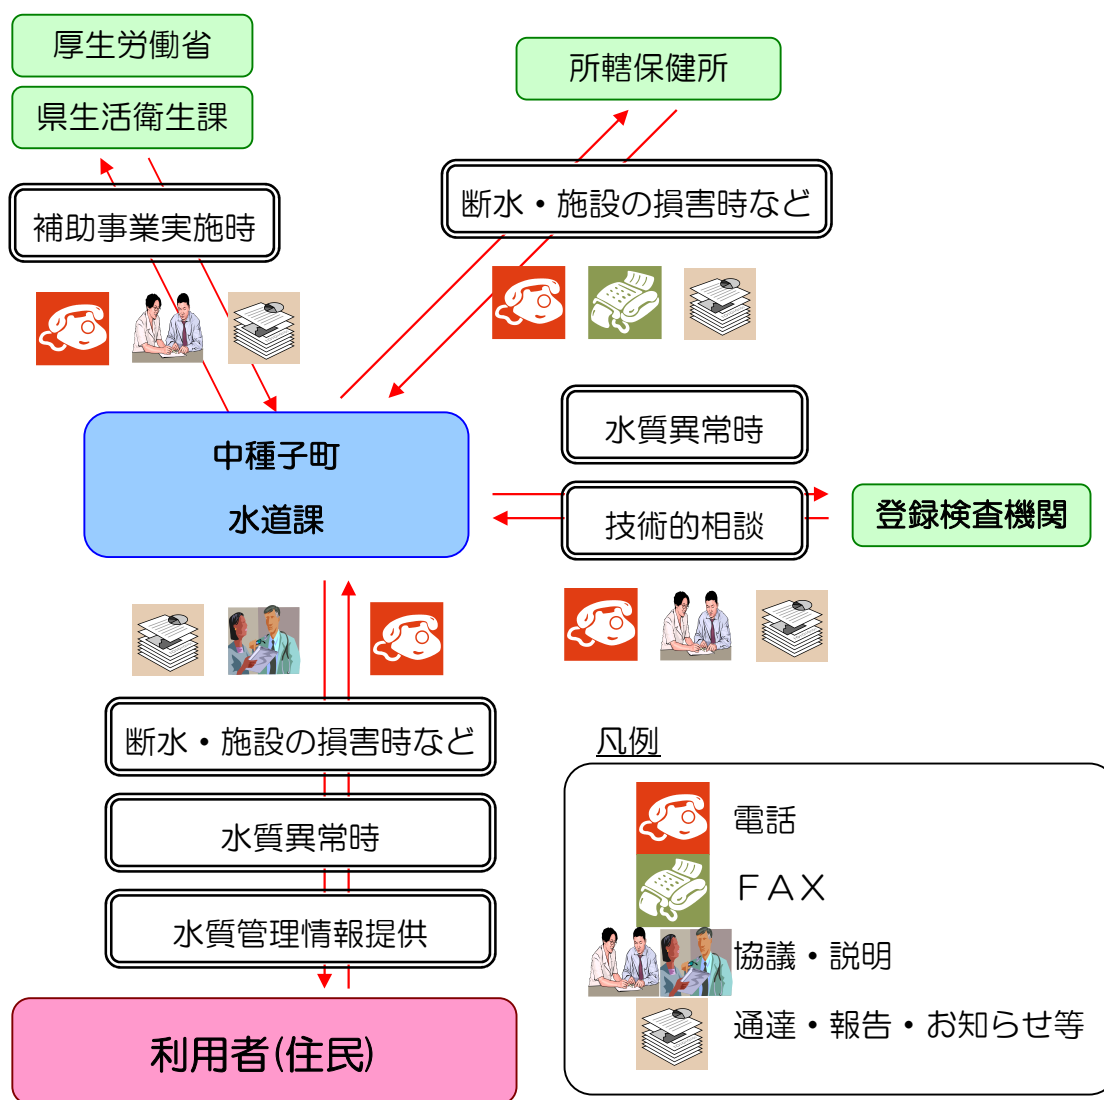 厚生労働省
県生活衛生課
所轄保健所
補助事業実施時
断水・施設の損害時など
中種子町
水道課
水質異常時
技術的相談
登録検査機関
断水・施設の損害時など
水質異常時
水質管理情報提供
利用者(住民)
凡例
電話
ＦＡＸ
協議・説明
通達・報告・お知らせ等